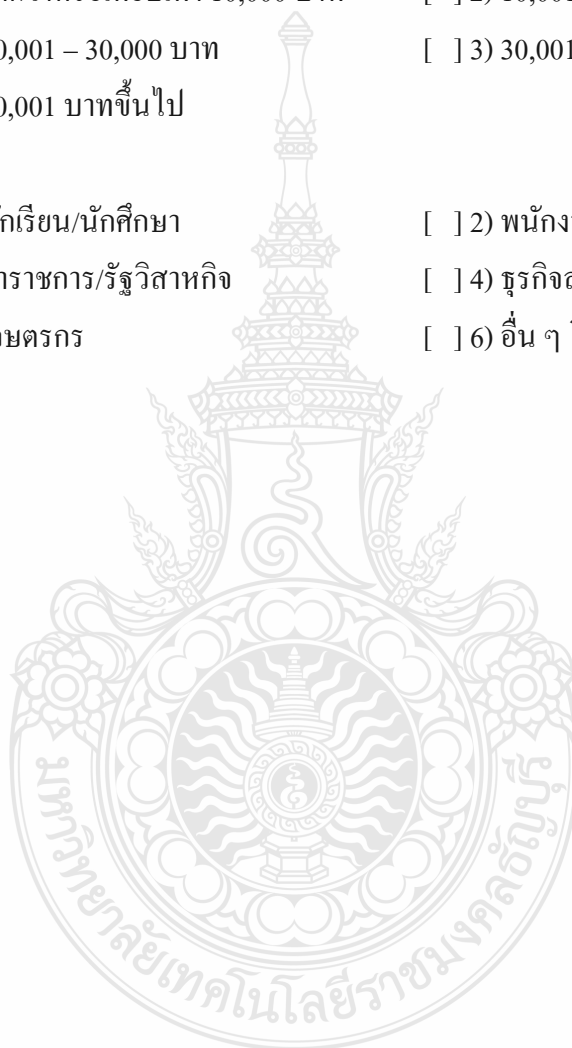 10,000
0,001 – 30,000 บาท [ ] 3) 30,001
0,001 บาทขึ้นไป
ักเรียน/นักศึกษา [ ] 2) พนักง
าราชการ/รัฐวิสาหกิจ [ ] 4) ธุรกิจส
ษตรกร [ ] 6) อื่น ๆ
มหาวิทยาลัยเทคโนโลยีราชมงคลธัญบุรี